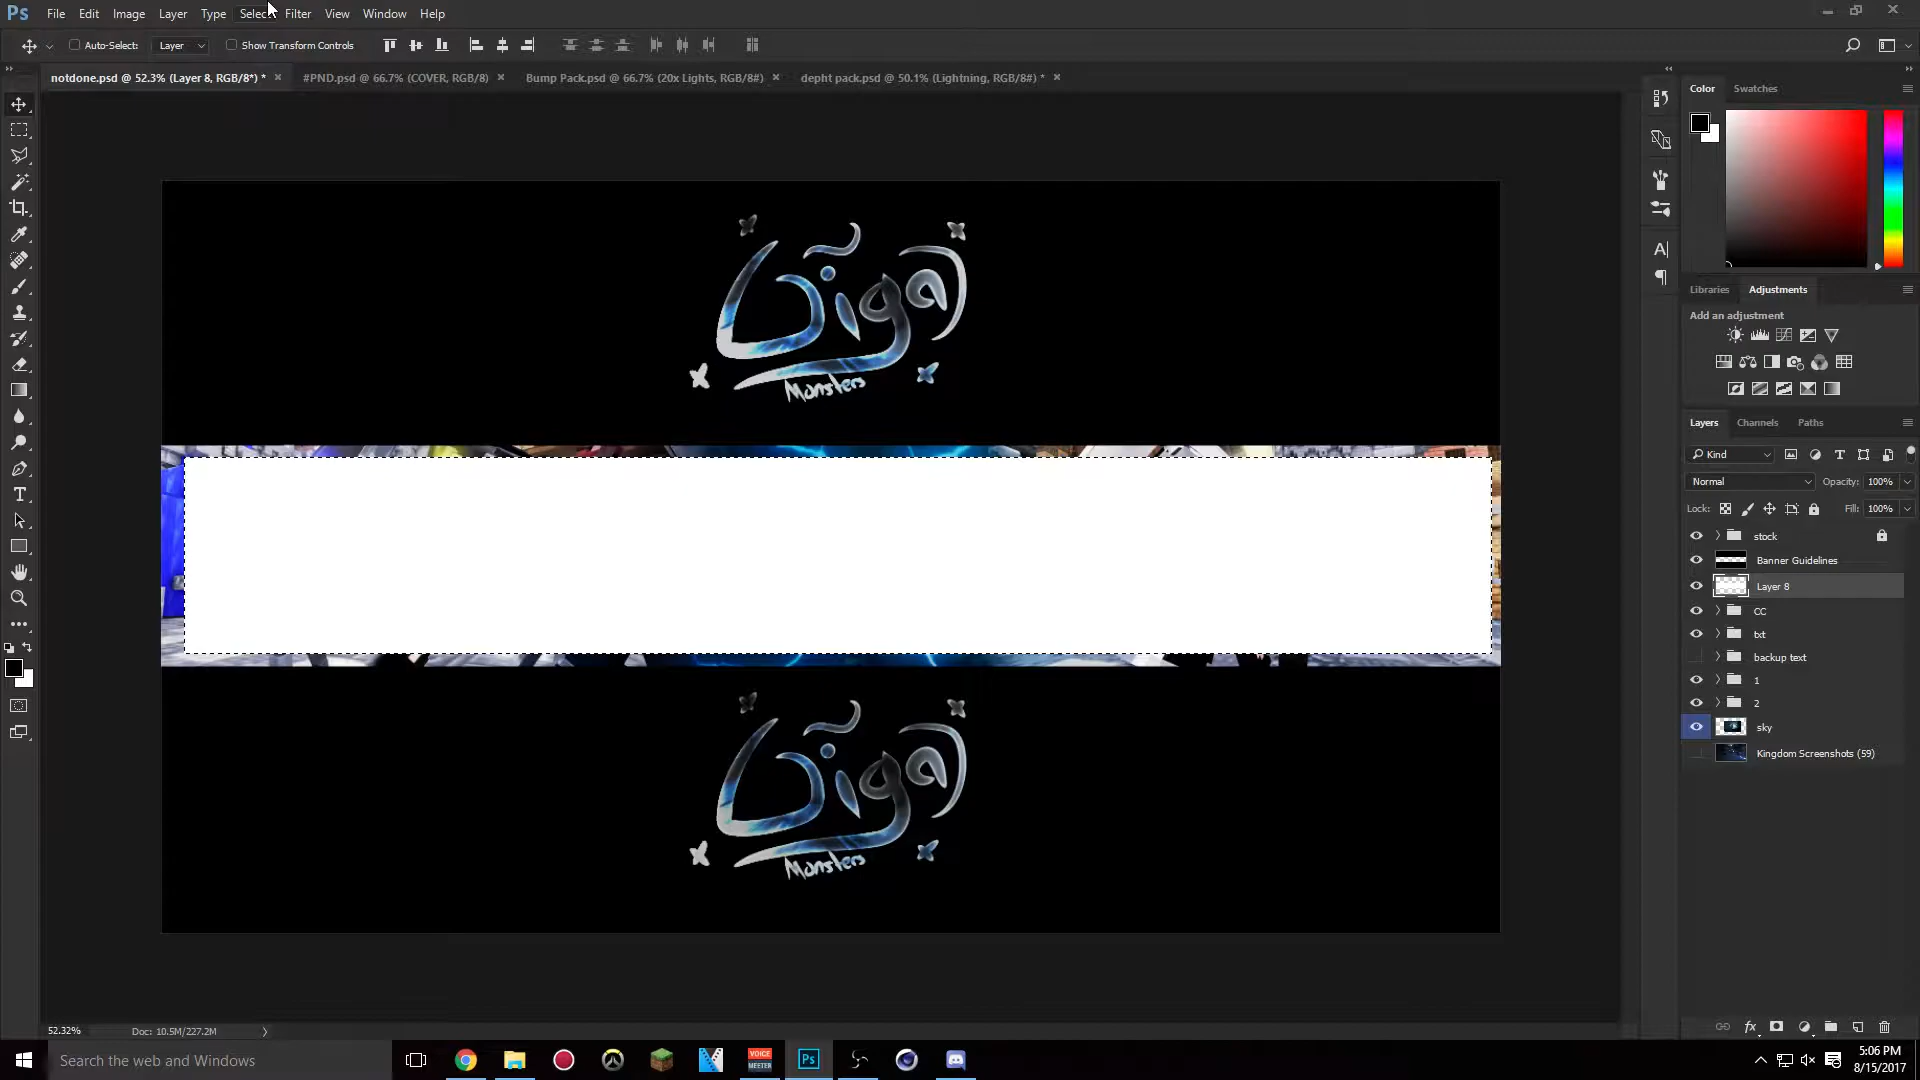 Ps File Edit Image Layer Type Select Filter View Window Help
Auto-Select: Layer Show Transform Controls
notdone.psd @ 52.3% (Layer 8, RGB/8*) * #PND.psd @ 66.7% (COVER, RGB/8) Bump Pack.psd @ 66.7% (20x Lights, RGB/8#) depht pack.psd @ 50.1% (Lightning, RGB/8#) *
Color Swatches
Libraries Adjustments
Add an adjustment
Layers Channels Paths
Kind
Normal Opacity: 100%
Lock: Fill: 100%
stock
Banner Guidelines
Layer 8
CC
txt
backup text
1
2
sky
Kingdom Screenshots (59)
Monsters
Monsters
52.32% Doc: 10.5M/227.2M
Search the web and Windows
VOICE
MEETER
Ps
5:06 PM
8/15/2017